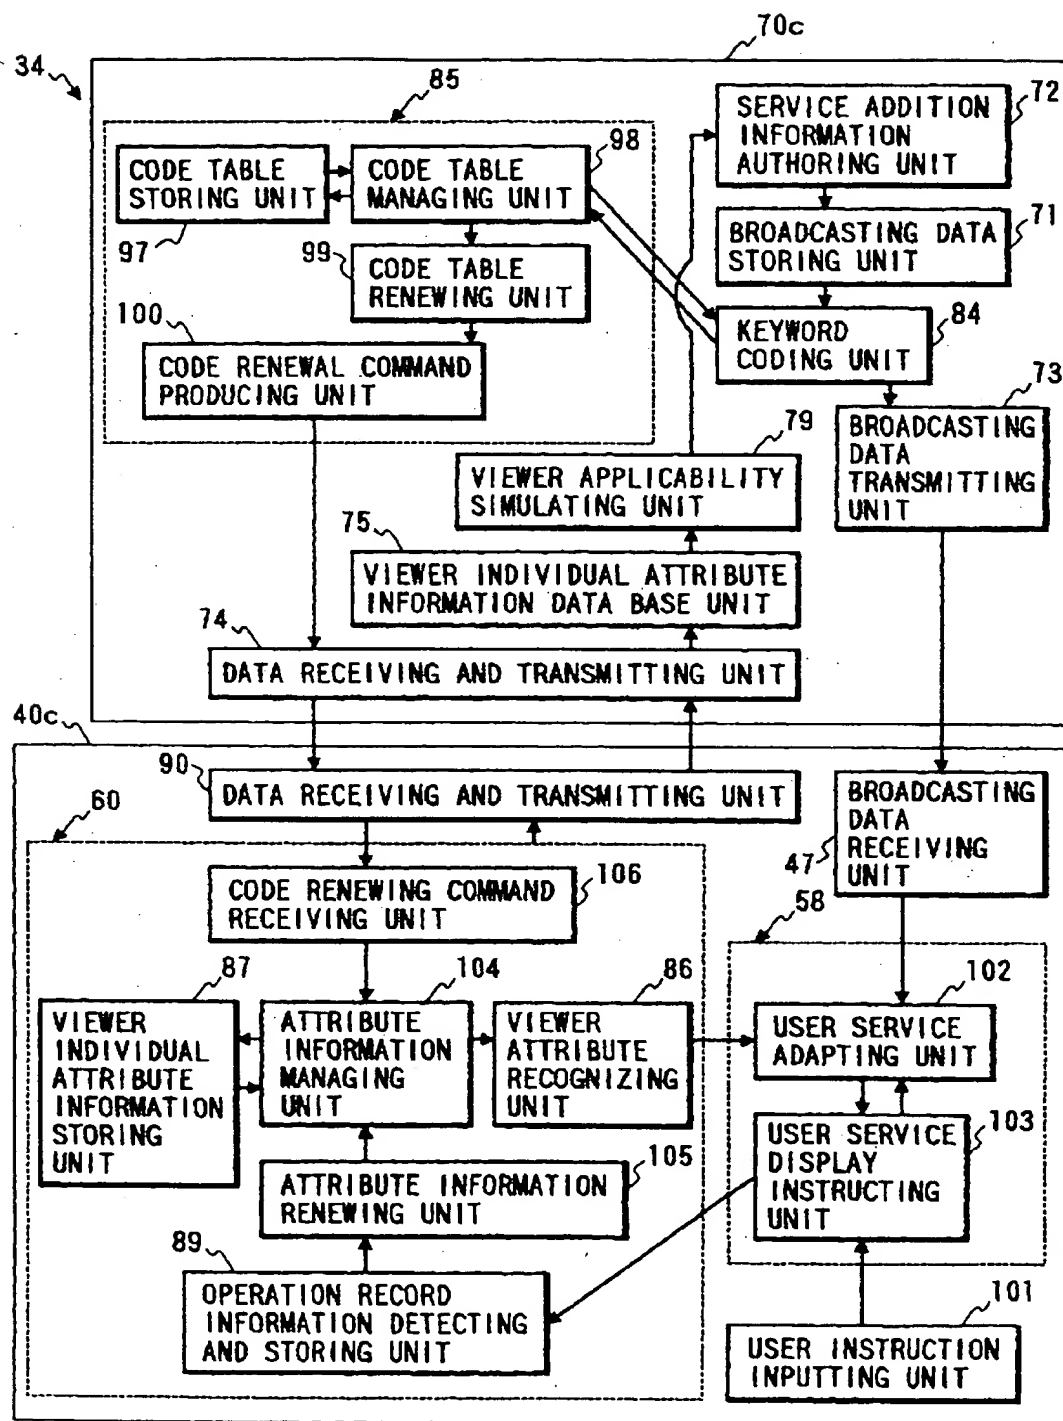 70c
34
85
72
SERVICE ADDITION
INFORMATION
AUTHORING UNIT
98
CODE TABLE
STORING UNIT
CODE TABLE
MANAGING UNIT
71
BROADCASTING DATA
STORING UNIT
97
99
CODE TABLE
RENEWING UNIT
100
84
KEYWORD
CODING UNIT
CODE RENEWAL COMMAND
PRODUCING UNIT
73
79
BROADCASTING
DATA
TRANSMITTING
UNIT
VIEWER APPLICABILITY
SIMULATING UNIT
75
VIEWER INDIVIDUAL ATTRIBUTE
INFORMATION DATA BASE UNIT
74
DATA RECEIVING AND TRANSMITTING UNIT
40c
90
DATA RECEIVING AND TRANSMITTING UNIT
BROADCASTING
DATA
RECEIVING
UNIT
60
47
106
CODE RENEWING COMMAND
RECEIVING UNIT
58
87
104
86
102
VIEWER
INDIVIDUAL
ATTRIBUTE
INFORMATION
STORING
UNIT
ATTRIBUTE
INFORMATION
MANAGING
UNIT
VIEWER
ATTRIBUTE
RECOGNIZING
UNIT
USER SERVICE
ADAPTING UNIT
103
USER SERVICE
DISPLAY
INSTRUCTING
UNIT
105
ATTRIBUTE INFORMATION
RENEWING UNIT
89
OPERATION RECORD
INFORMATION DETECTING
AND STORING UNIT
101
USER INSTRUCTION
INPUTTING UNIT